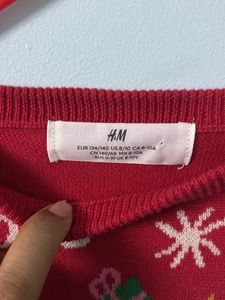 H&M
EUR 134/140 US 8/10 CA 8-10A
CN 140/68 MX 8-10A
AUS 9-10 UK 8-10Y